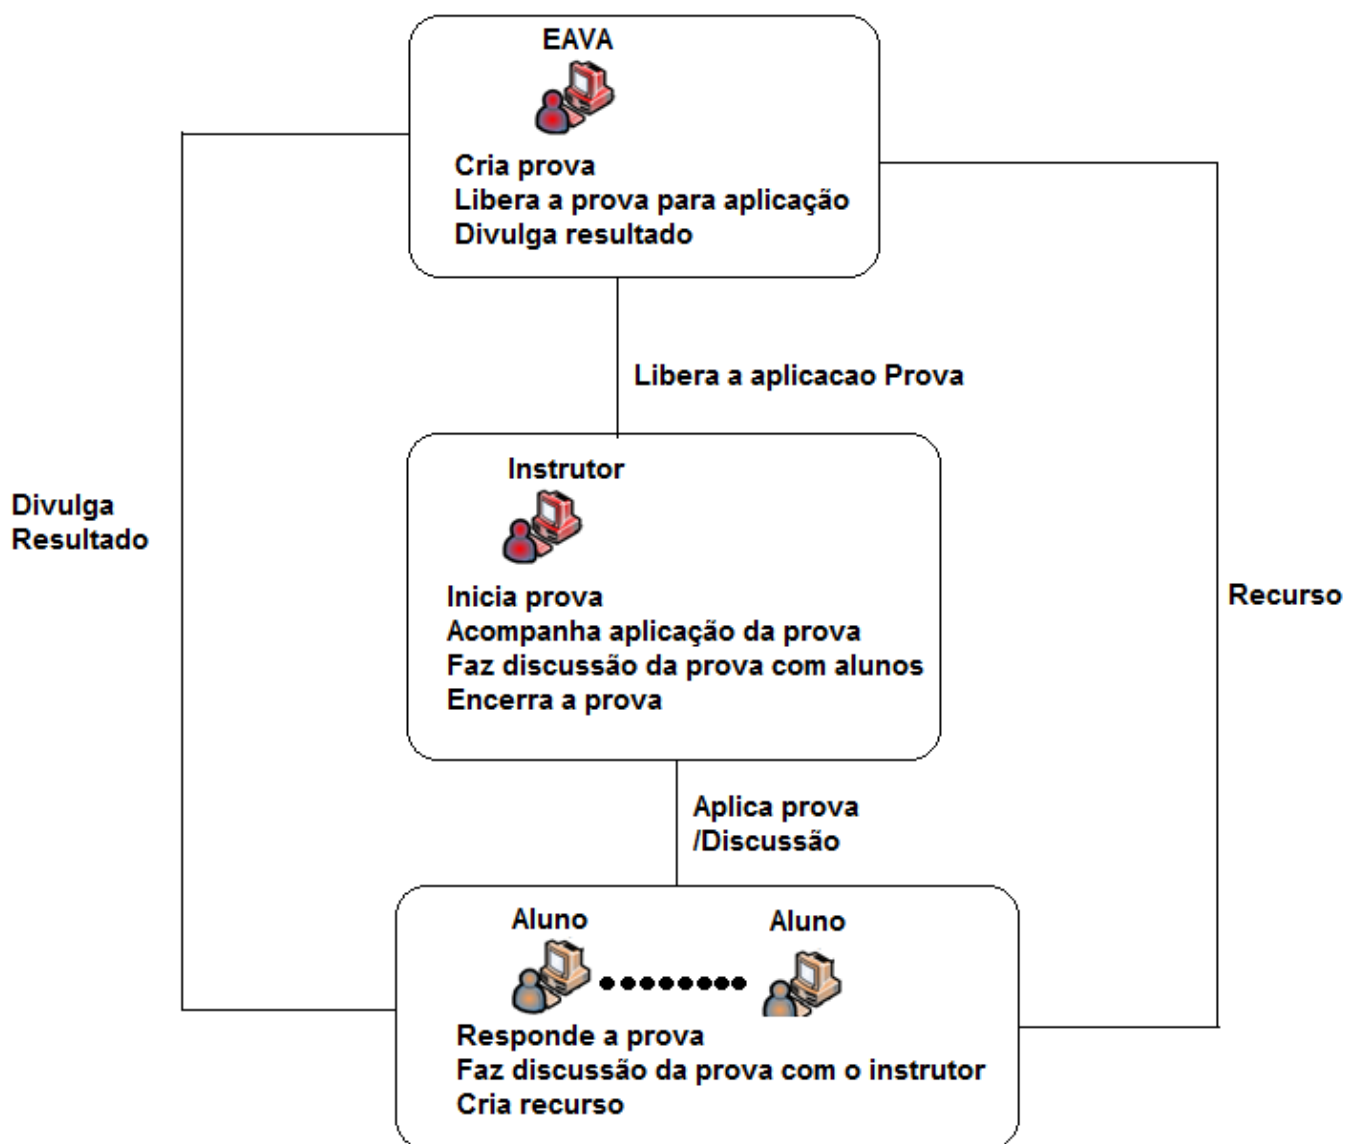 EAVA
Cria prova
Libera a prova para aplicação
Divulga resultado
Libera a aplicacao Prova
Instrutor
Inicia prova
Acompanha aplicação da prova
Faz discussão da prova com alunos
Encerra a prova
Divulga
Resultado
Recurso
Aplica prova
/Discussão
Aluno
Aluno
Responde a prova
Faz discussão da prova com o instrutor
Cria recurso